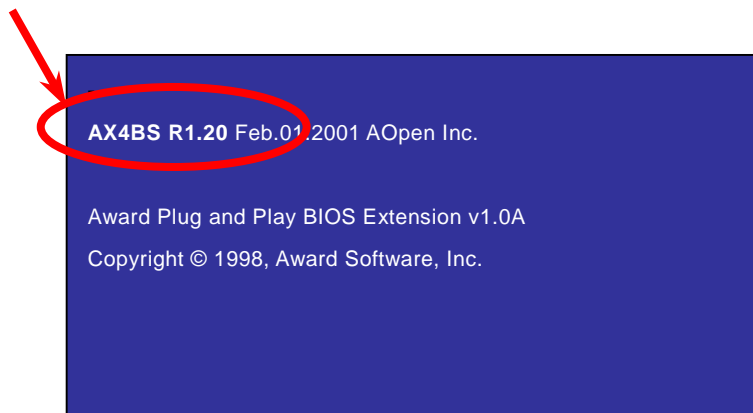 AX4BS R1.20 Feb.01.2001 AOpen Inc.
Award Plug and Play BIOS Extension v1.0A
Copyright © 1998, Award Software, Inc.